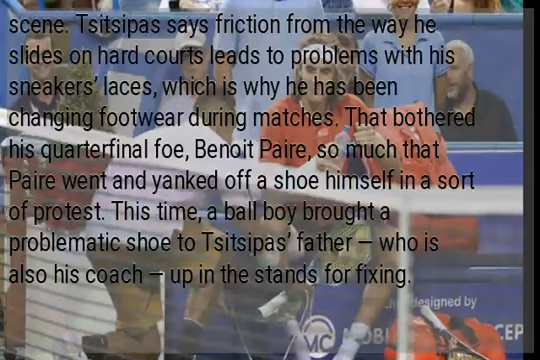 scene. Tsitsipas says friction from the way he
slides on hard courts leads to problems with his
sneakers' laces, which is why he has been
changing footwear during matches. That bothered
his quarterfinal foe, Benoit Paire, so much that
Paire went and yanked off a shoe himself in a sort
of protest. This time, a ball boy brought a
problematic shoe to Tsitsipas' father — who is
also his coach — up in the stands for fixing.
designed by
MC